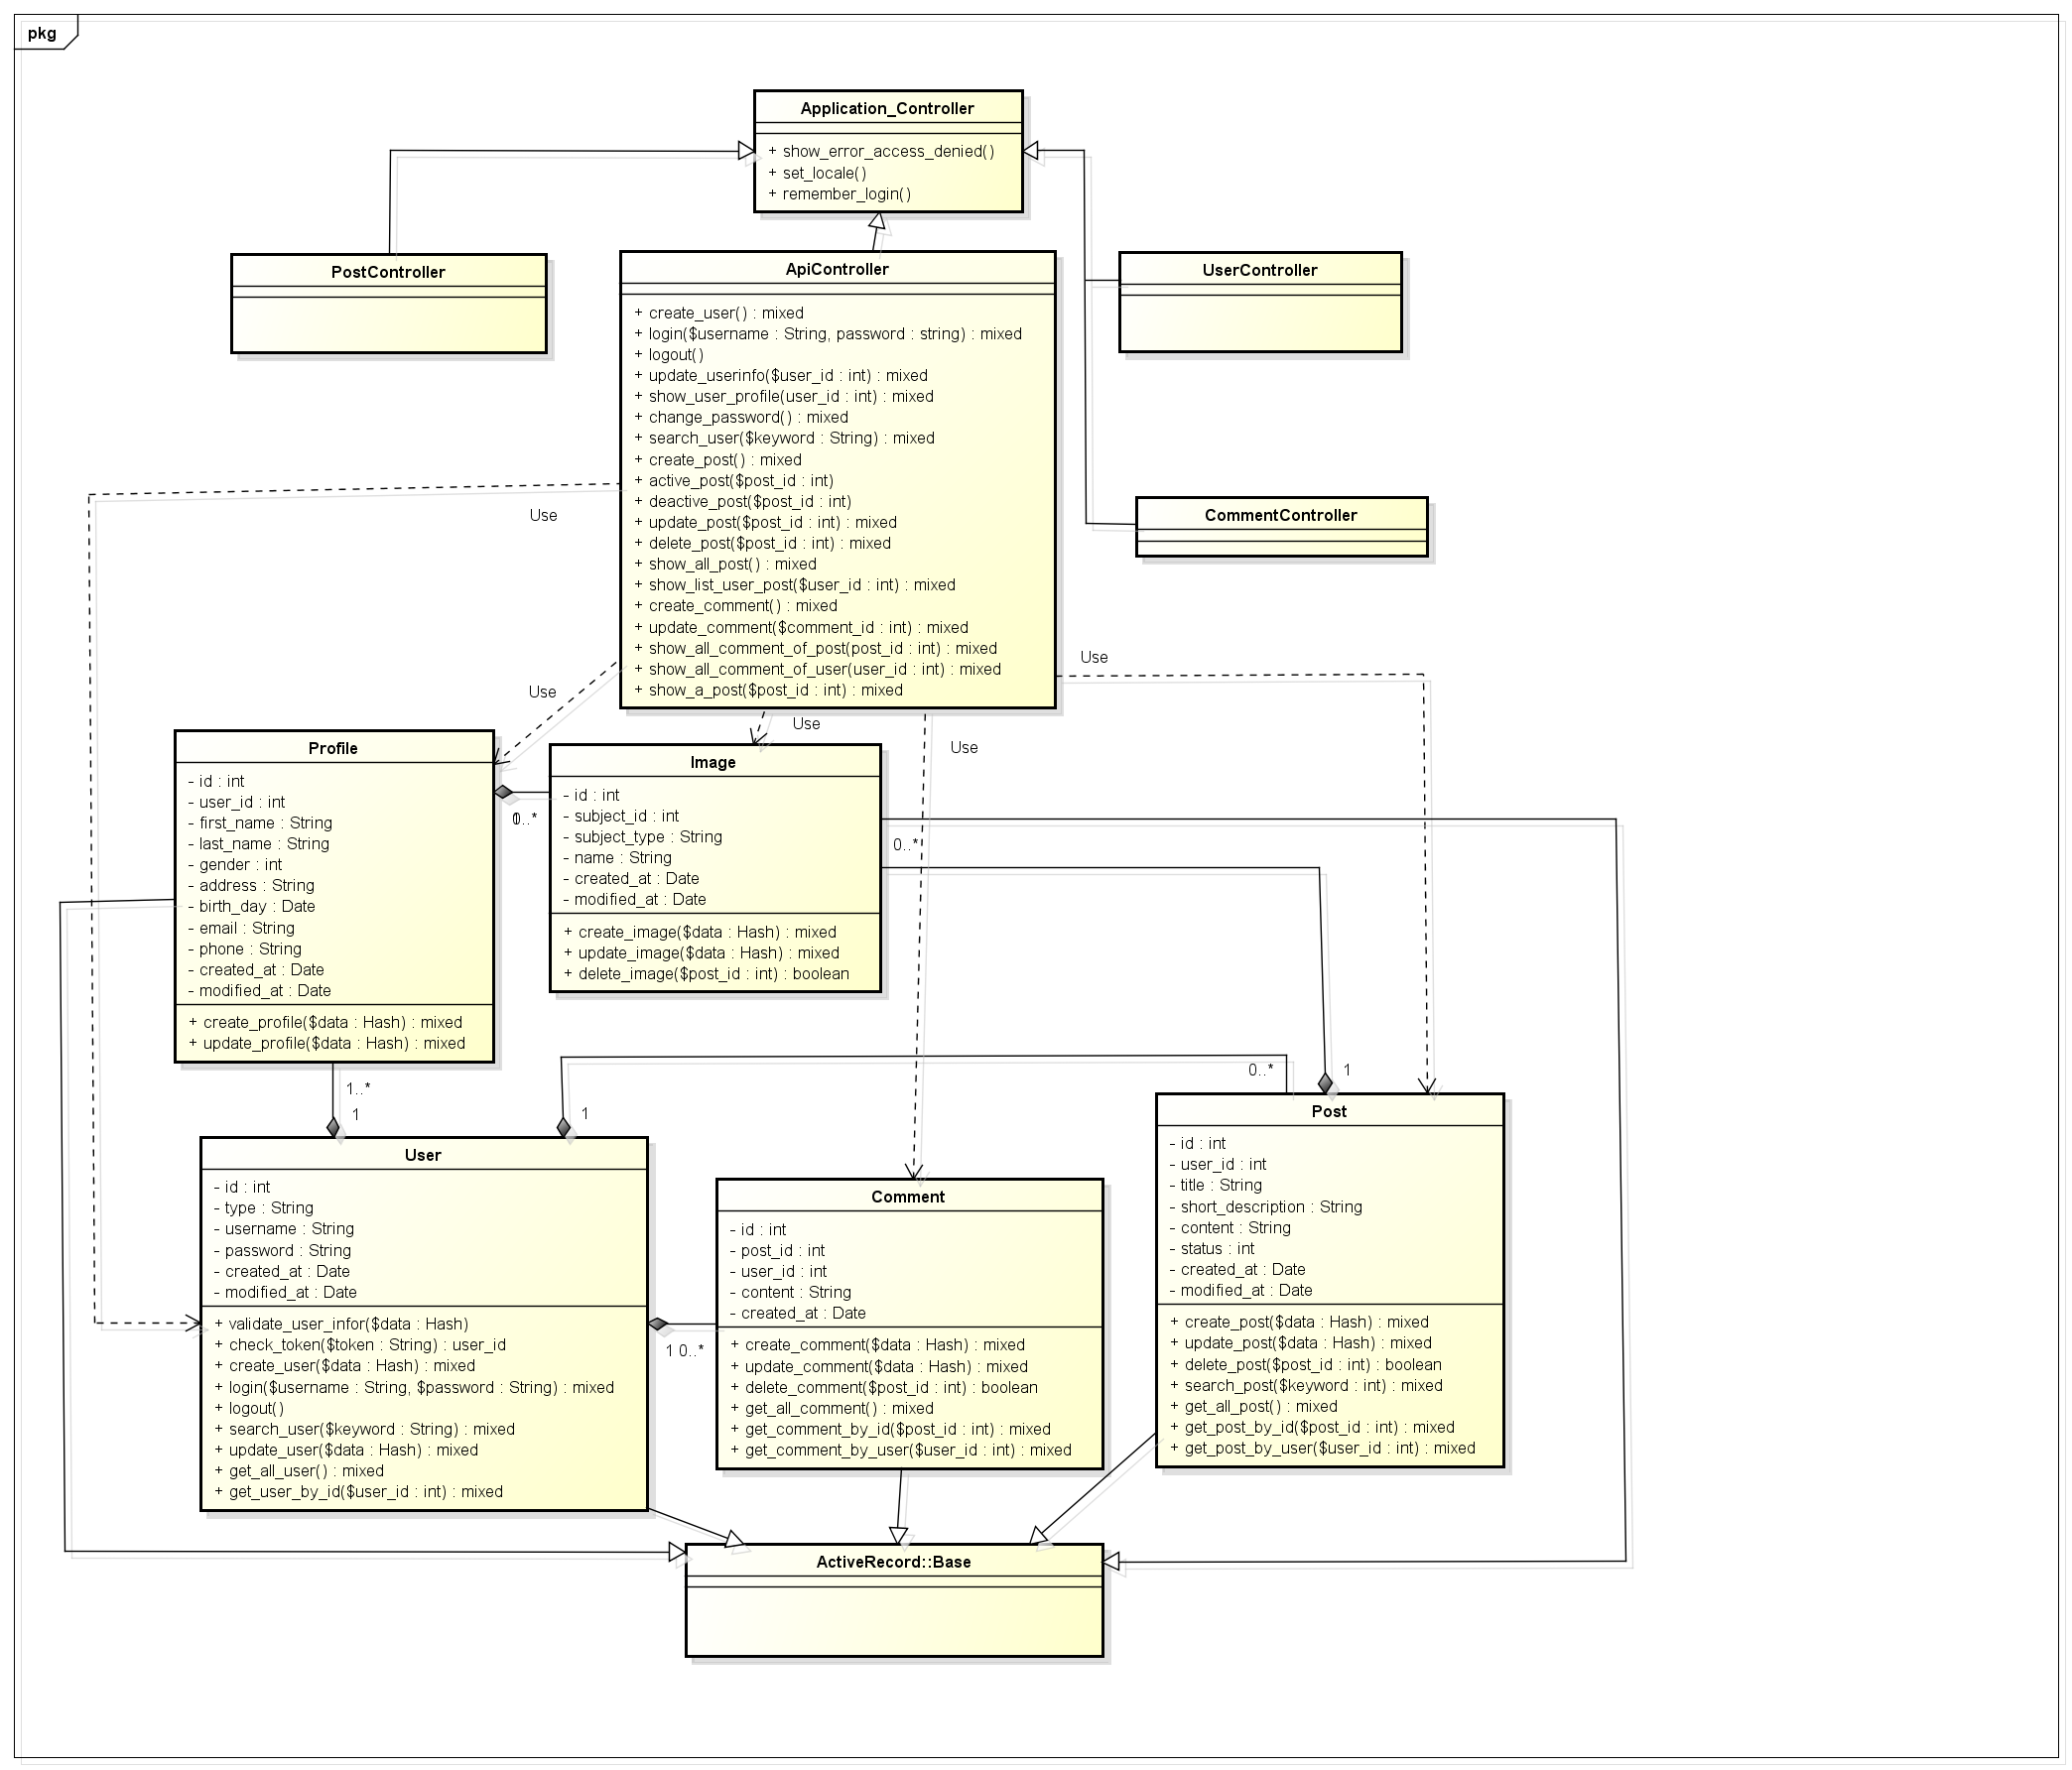 pkg
Application_Controller
+ show_error_access_denied()
+ set_locale()
+ remember_login()
PostController
ApiController
+ create_user() : mixed
+ login($username : String, password : string) : mixed
+ logout()
+ update_userinfo($user_id : int) : mixed
+ show_user_profile(user_id : int) : mixed
+ change_password() : mixed
+ search_user($keyword : String) : mixed
+ create_post() : mixed
+ active_post($post_id : int)
+ deactive_post($post_id : int)
+ update_post($post_id : int) : mixed
+ delete_post($post_id : int) : mixed
+ show_all_post() : mixed
+ show_list_user_post($user_id : int) : mixed
+ create_comment() : mixed
+ update_comment($comment_id : int) : mixed
+ show_all_comment_of_post(post_id : int) : mixed
+ show_all_comment_of_user(user_id : int) : mixed
+ show_a_post($post_id : int) : mixed
UserController
CommentController
Use
Use
Use
Use
Use
Profile
- id : int
- user_id : int
- first_name : String
- last_name : String
- gender : int
- address : String
- birth_day : Date
- email : String
- phone : String
- created_at : Date
- modified_at : Date
+ create_profile($data : Hash) : mixed
+ update_profile($data : Hash) : mixed
Image
- id : int
- subject_id : int
- subject_type : String
- name : String
- created_at : Date
- modified_at : Date
+ create_image($data : Hash) : mixed
+ update_image($data : Hash) : mixed
+ delete_image($post_id : int) : boolean
0..*
1..*
1
1
0..*
1
User
- id : int
- type : String
- username : String
- password : String
- created_at : Date
- modified_at : Date
+ validate_user_infor($data : Hash)
+ check_token($token : String) : user_id
+ create_user($data : Hash) : mixed
+ login($username : String, $password : String) : mixed
+ logout()
+ search_user($keyword : String) : mixed
+ update_user($data : Hash) : mixed
+ get_all_user() : mixed
+ get_user_by_id($user_id : int) : mixed
1 0..*
Comment
- id : int
- post_id : int
- user_id : int
- content : String
- created_at : Date
+ create_comment($data : Hash) : mixed
+ update_comment($data : Hash) : mixed
+ delete_comment($post_id : int) : boolean
+ get_all_comment() : mixed
+ get_comment_by_id($post_id : int) : mixed
+ get_comment_by_user($user_id : int) : mixed
Post
- id : int
- user_id : int
- title : String
- short_description : String
- content : String
- status : int
- created_at : Date
- modified_at : Date
+ create_post($data : Hash) : mixed
+ update_post($data : Hash) : mixed
+ delete_post($post_id : int) : boolean
+ search_post($keyword : int) : mixed
+ get_all_post() : mixed
+ get_post_by_id($post_id : int) : mixed
+ get_post_by_user($user_id : int) : mixed
ActiveRecord::Base